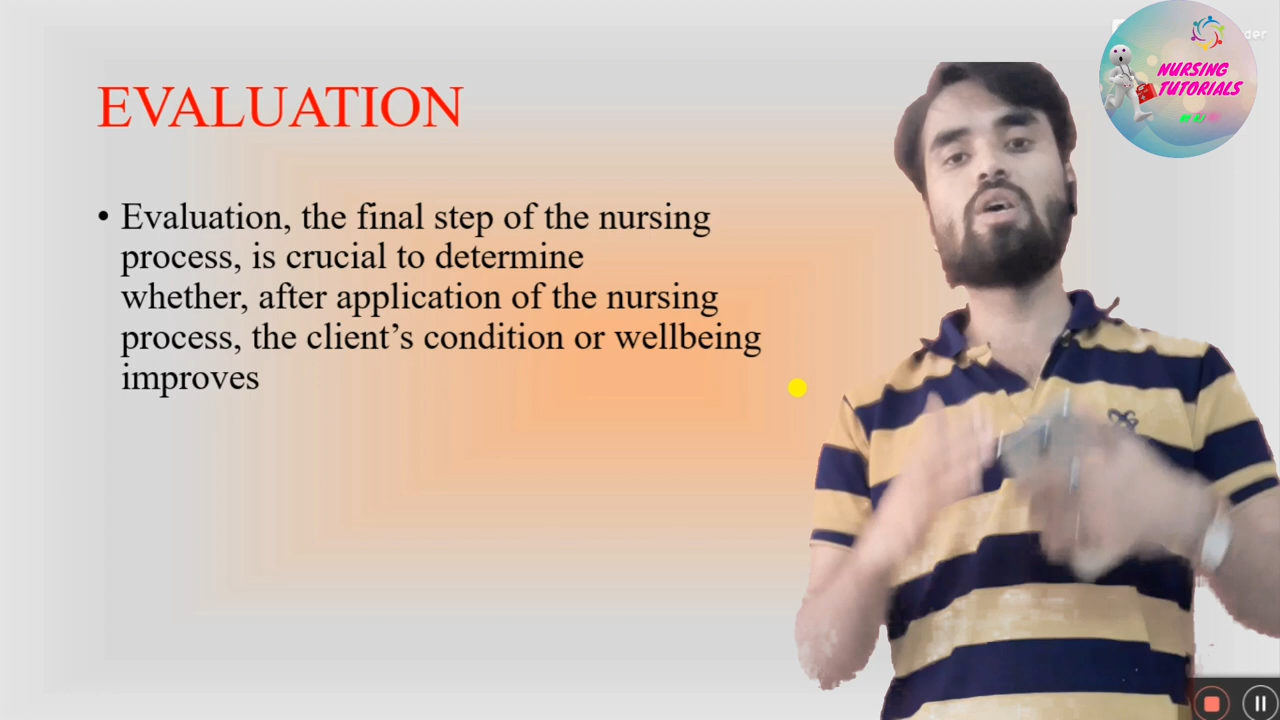 EVALUATION
• Evaluation, the final step of the nursing
process, is crucial to determine
whether, after application of the nursing
process, the client’s condition or wellbeing
improves
NURSING
TUTORIALS